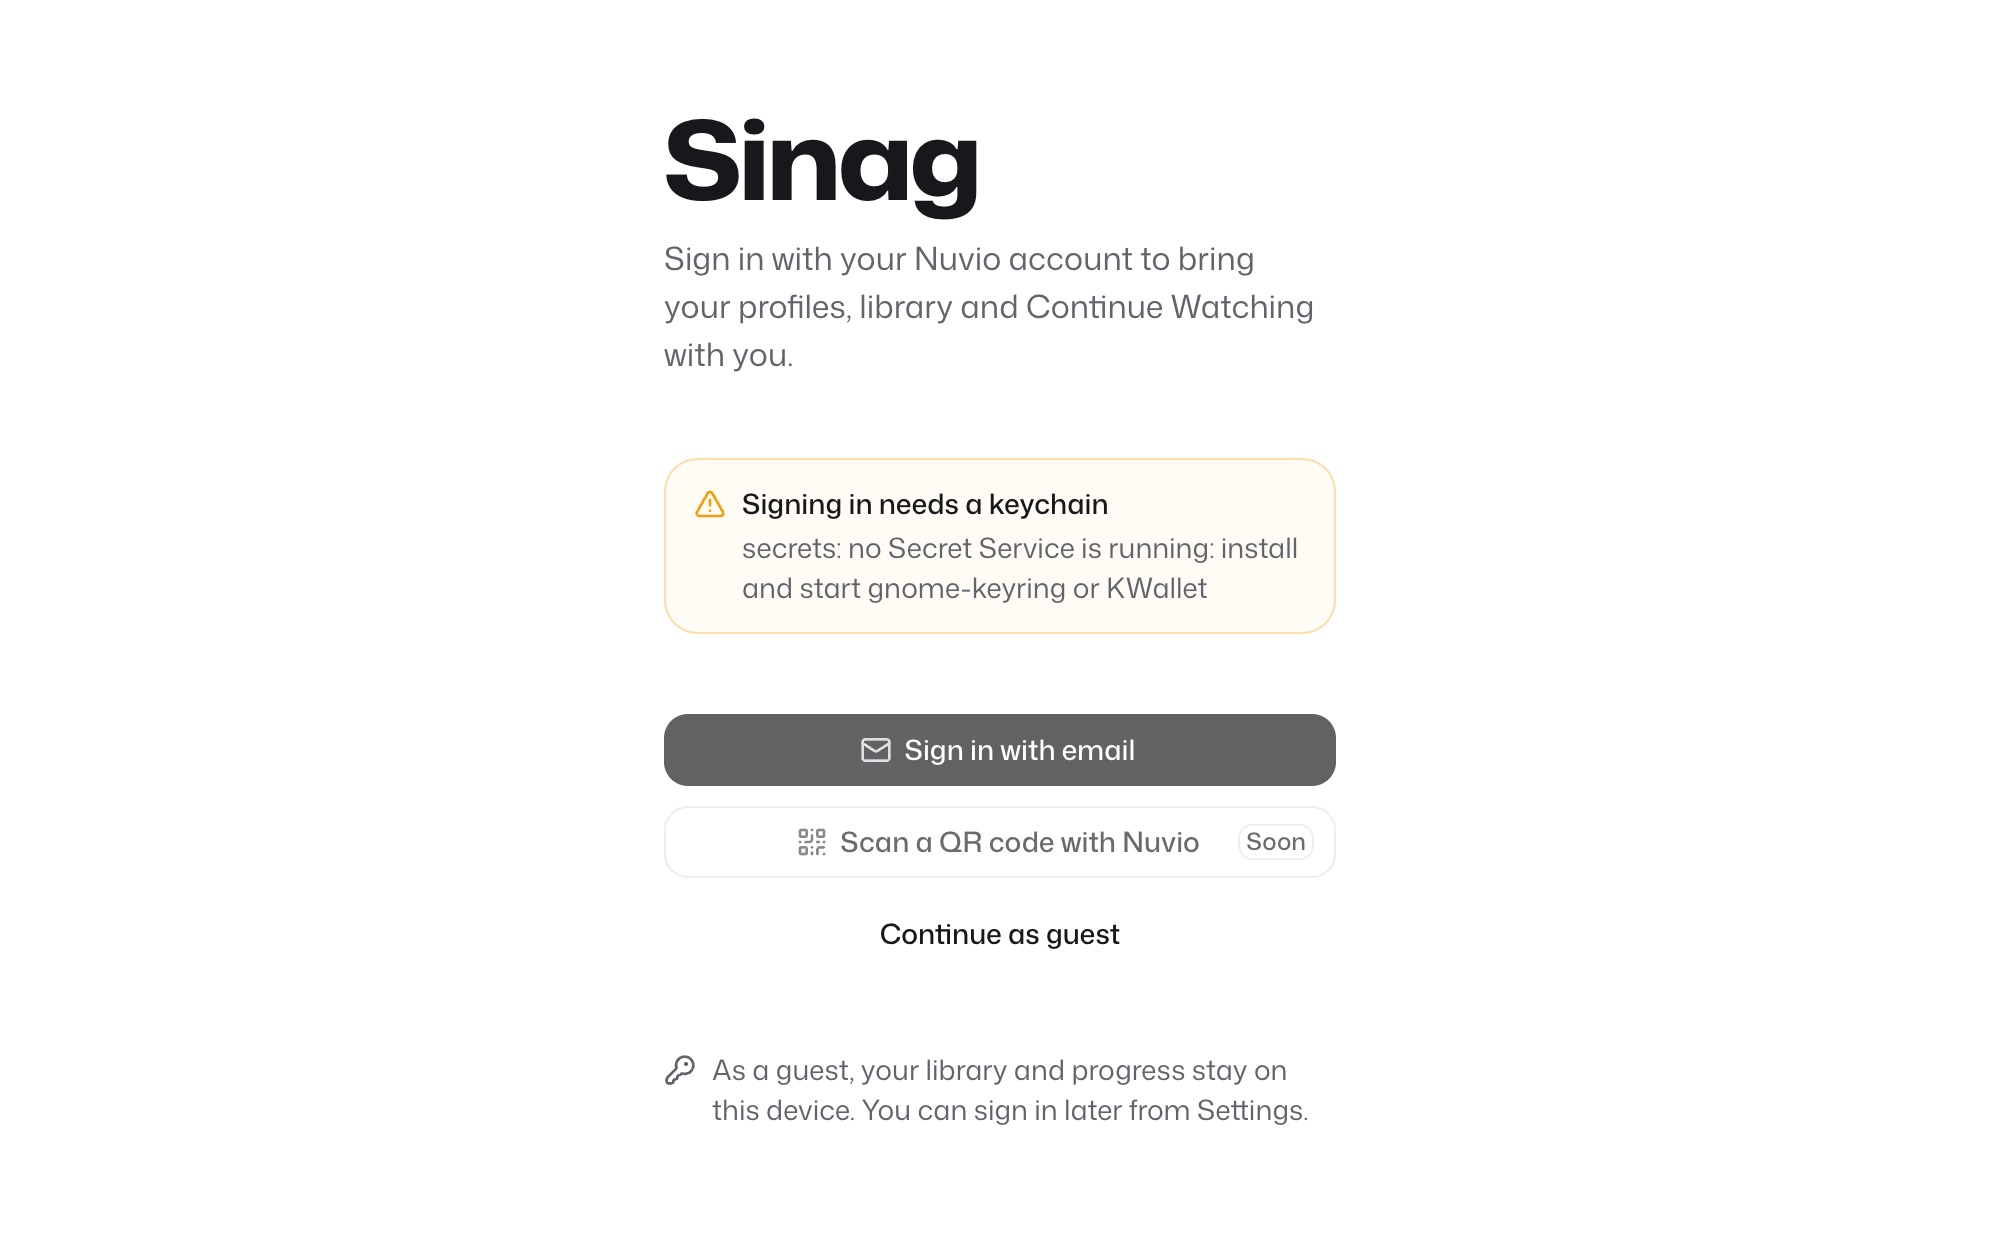 Sinag
Sign in with your Nuvio account to bring
your profiles, library and Continue Watching
with you.
Signing in needs a keychain
secrets: no Secret Service is running: install
and start gnome-keyring or KWallet
Sign in with email
Scan a QR code with Nuvio Soon
Continue as guest
As a guest, your library and progress stay on
this device. You can sign in later from Settings.